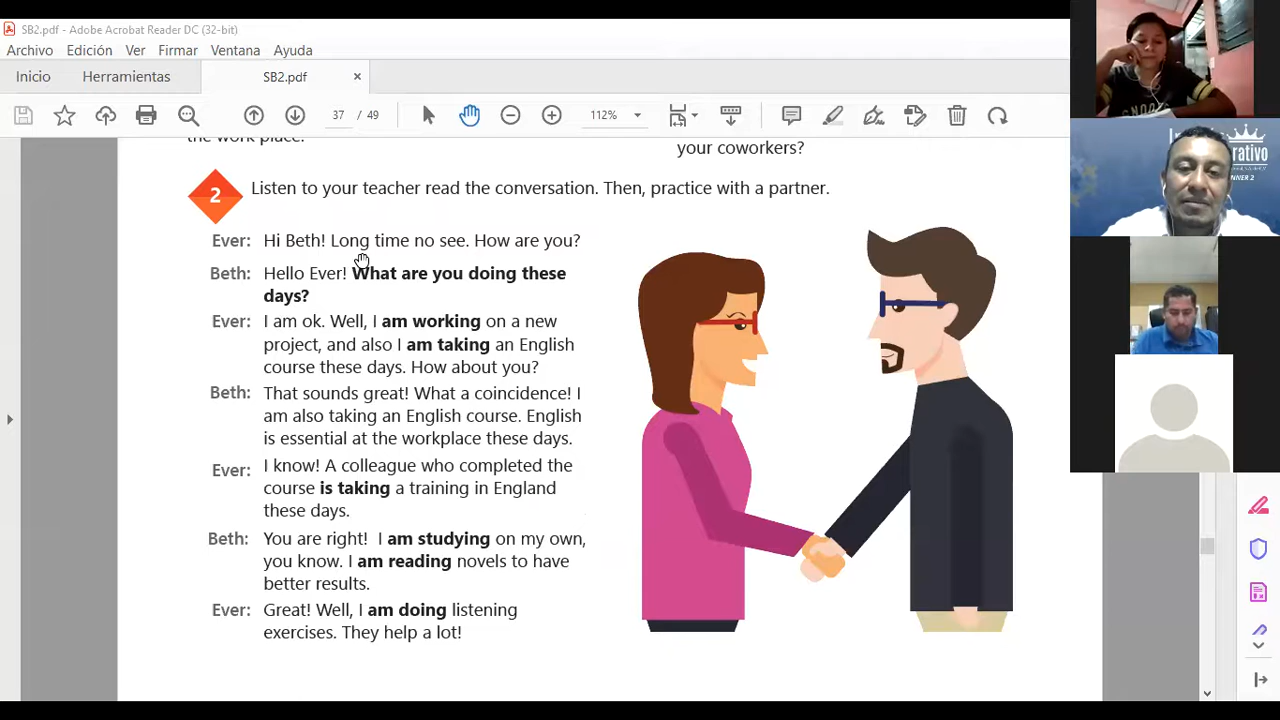 SB2.pdf - Adobe Acrobat Reader DC (32-bit)
Archivo Edición Ver Firmar Ventana Ayuda
Inicio Herramientas SB2.pdf ×
37 / 49 112%
the work place.
your coworkers?
2 Listen to your teacher read the conversation. Then, practice with a partner.
Ever: Hi Beth! Long time no see. How are you?
Beth: Hello Ever! What are you doing these
days?
Ever: I am ok. Well, I am working on a new
project, and also I am taking an English
course these days. How about you?
Beth: That sounds great! What a coincidence! I
am also taking an English course. English
is essential at the workplace these days.
Ever: I know! A colleague who completed the
course is taking a training in England
these days.
Beth: You are right! I am studying on my own,
you know. I am reading novels to have
better results.
Ever: Great! Well, I am doing listening
exercises. They help a lot!
rativo
NNER 2